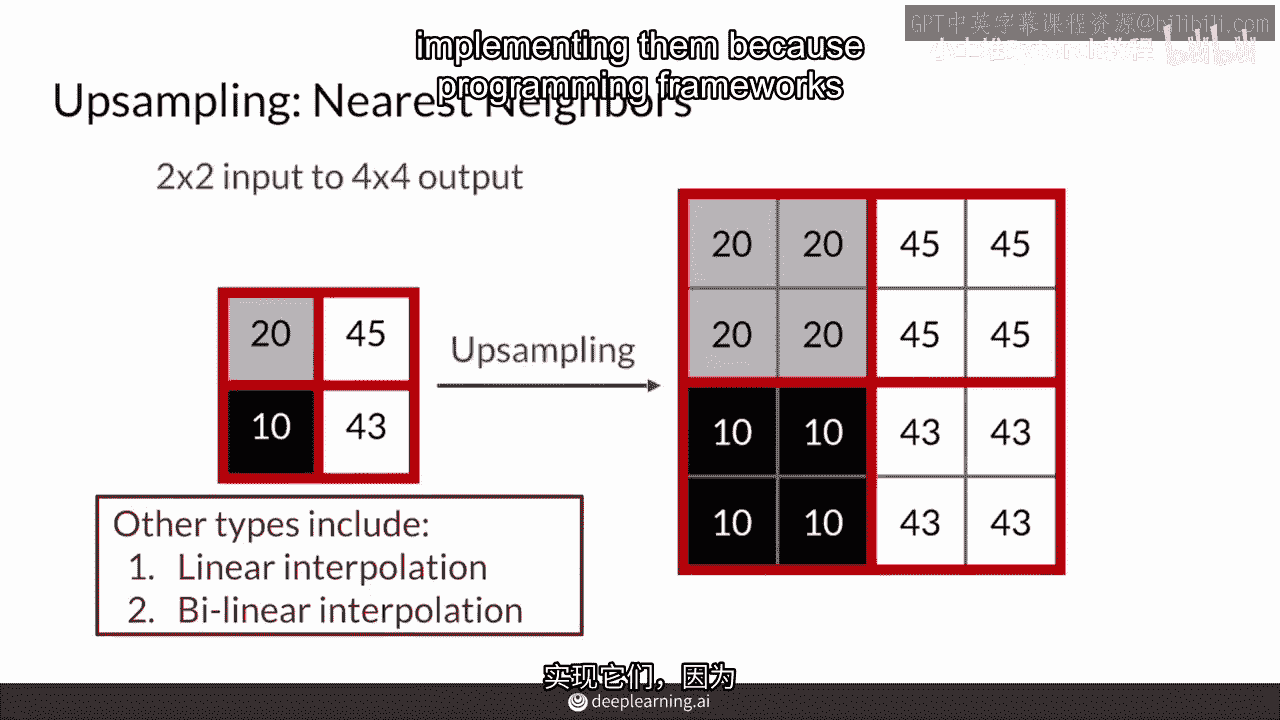 GPT中英字幕课程资源@bilibili.com
implementing them because
programming frameworks
Upsampling: Nearest Neighbors
2x2 input to 4x4 output
20 45
10 43
Upsampling
20 20 45 45
20 20 45 45
10 10 43 43
10 10 43 43
Other types include:
1. Linear interpolation
2. Bi-linear interpolation
实现它们，因为
deeplearning.ai